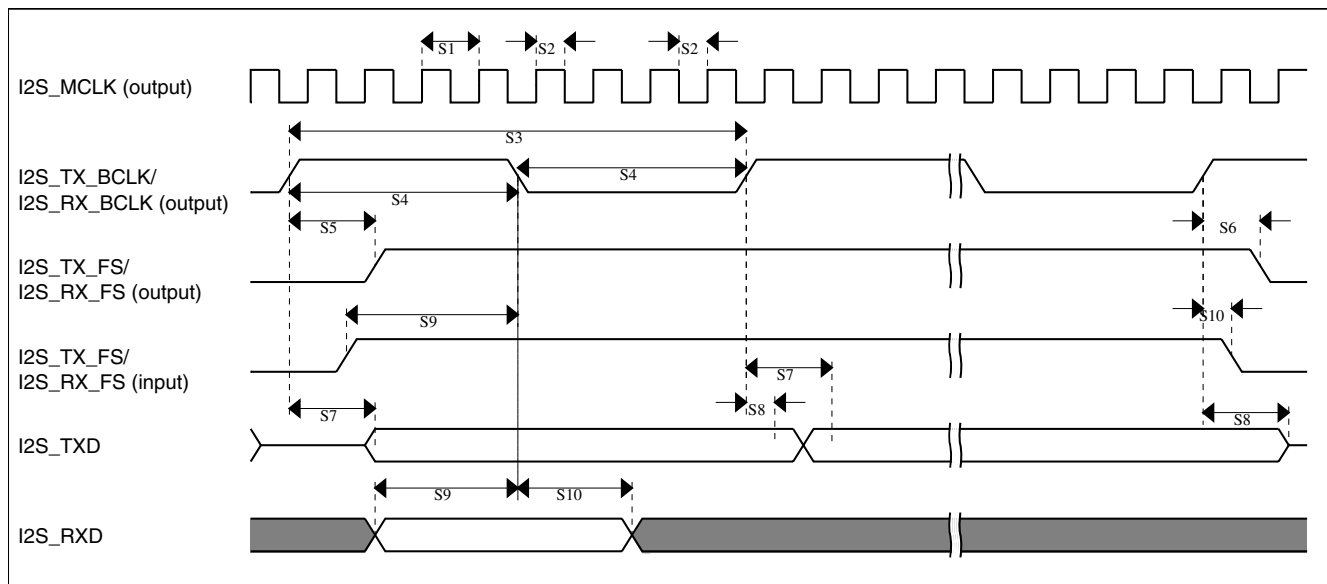 S1
S2
S2
I2S_MCLK (output)
S3
I2S_TX_BCLK/
I2S_RX_BCLK (output)
S4
S4
S5
S6
I2S_TX_FS/
I2S_RX_FS (output)
S9
S10
I2S_TX_FS/
I2S_RX_FS (input)
S7
S7
S8
S8
I2S_TXD
S9
S10
I2S_RXD